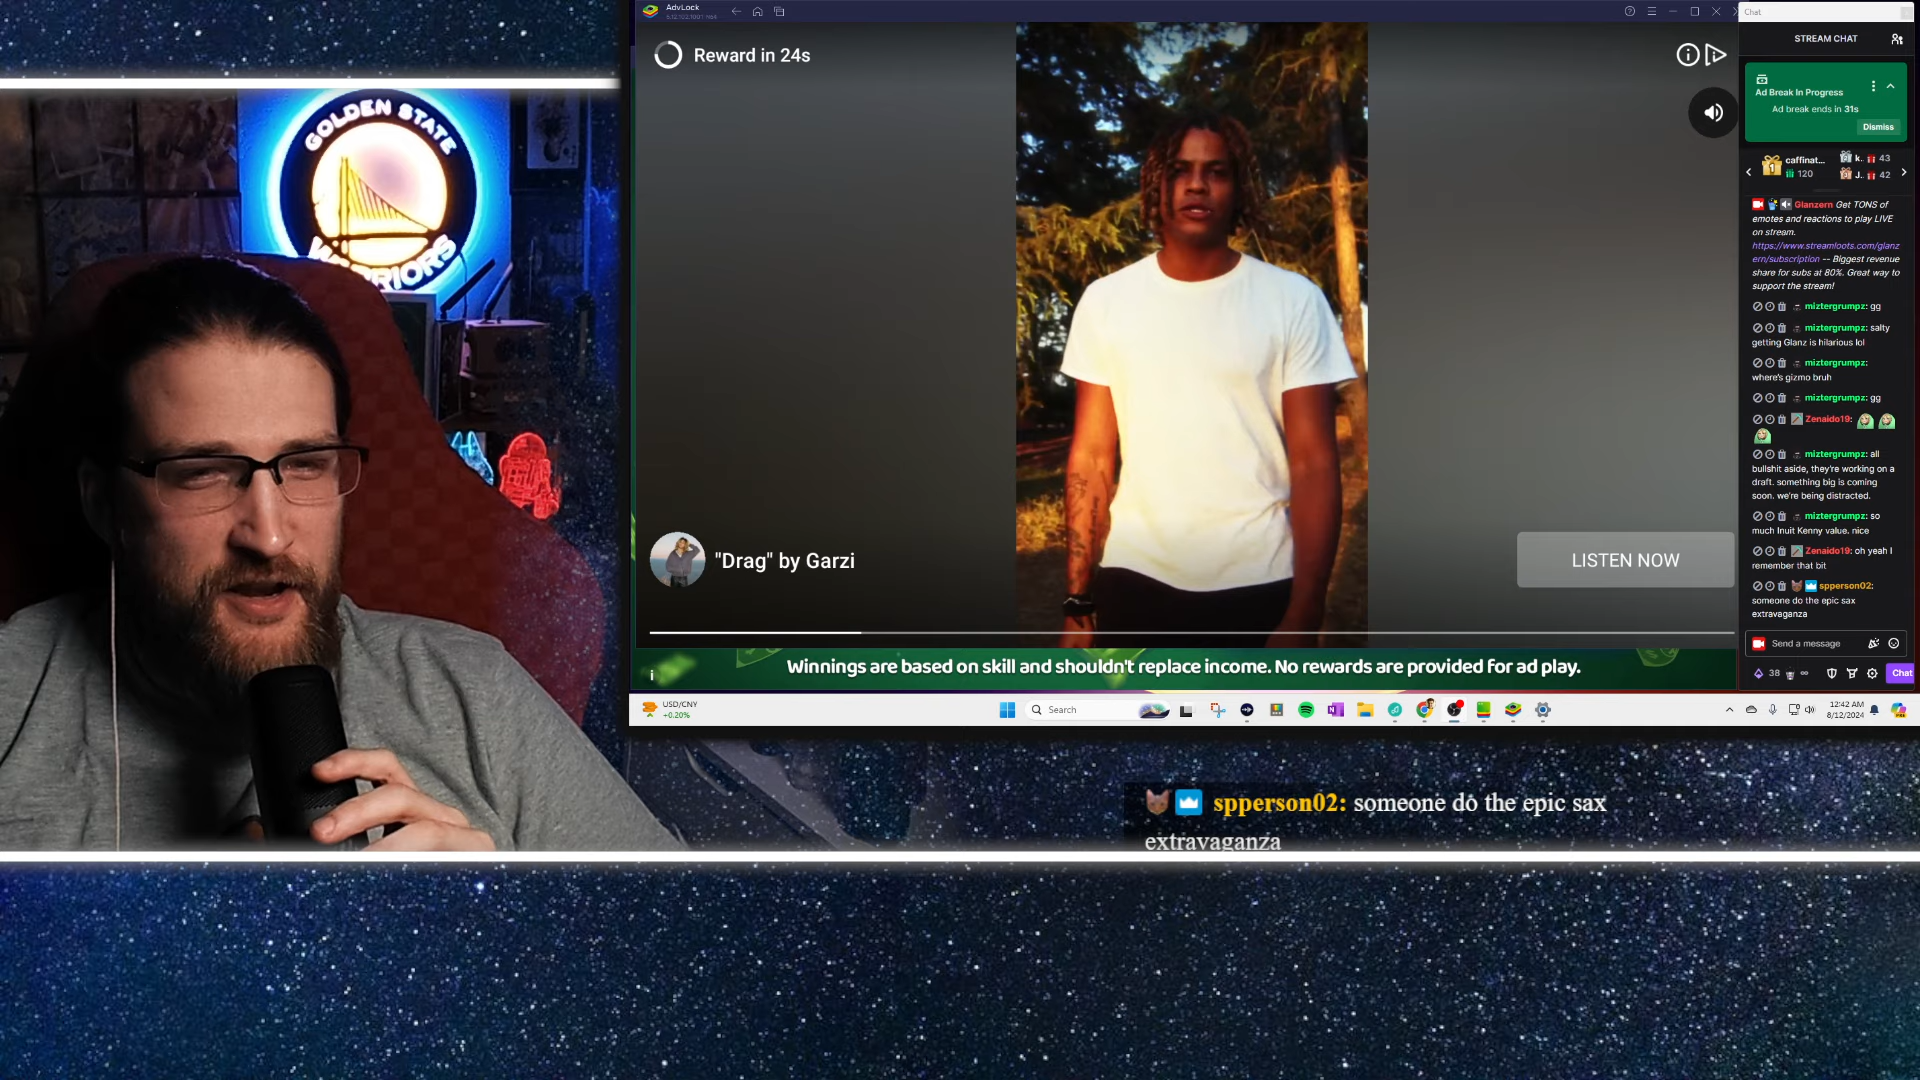 GOLDEN STATE
WARRIORS
AdvLock
Reward in 24s
"Drag" by Garzi
LISTEN NOW
Winnings are based on skill and shouldn't replace income. No rewards are provided for ad play.
Chat
STREAM CHAT
Ad Break In Progress
Ad break ends in 31s
Dismiss
caffinat...
120
k.. 43
J.. 42
Glanzern Get TONS of
emotes and reactions to play LIVE
on stream.
https://www.streamloots.com/glanz
ern/subscription -- Biggest revenue
share for subs at 80%. Great way to
support the stream!
miztergrumpz: gg
miztergrumpz: salty
getting Glanz is hilarious lol
miztergrumpz:
where's gizmo bruh
miztergrumpz: gg
Zenaido19:
miztergrumpz: all
bullshit aside, they're working on a
draft. something big is coming
soon. we're being distracted.
miztergrumpz: so
much Inuit Kenny value. nice
Zenaido19: oh yeah I
remember that bit
spperson02:
someone do the epic sax
extravaganza
Send a message
38
Chat
USD/CNY
+0.20%
Search
12:42 AM
8/12/2024
spperson02: someone do the epic sax
extravaganza